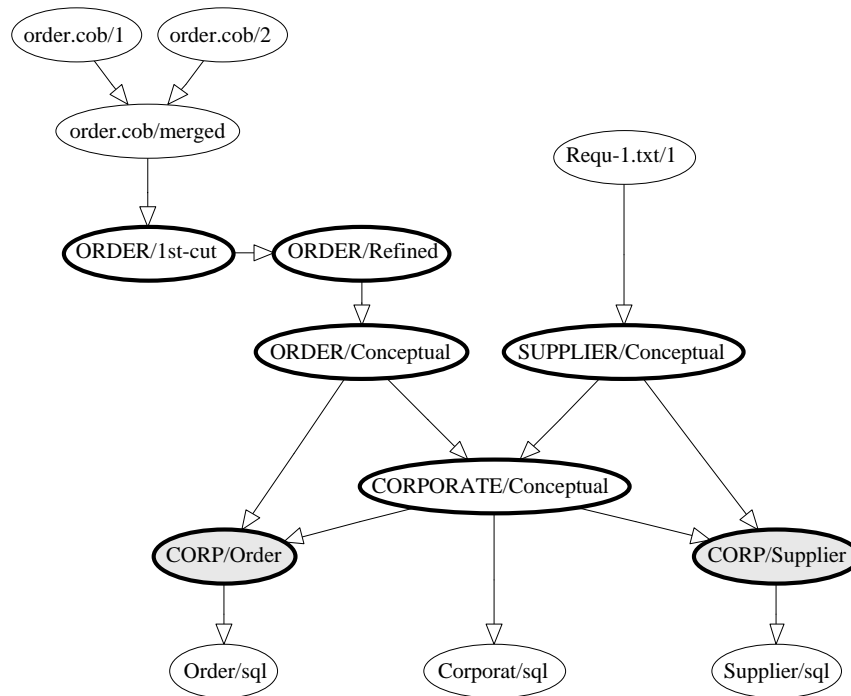 order.cob/1
order.cob/2
order.cob/merged
Requ-1.txt/1
ORDER/1st-cut
ORDER/Refined
ORDER/Conceptual
SUPPLIER/Conceptual
CORPORATE/Conceptual
CORP/Order
CORP/Supplier
Order/sql
Corporat/sql
Supplier/sql